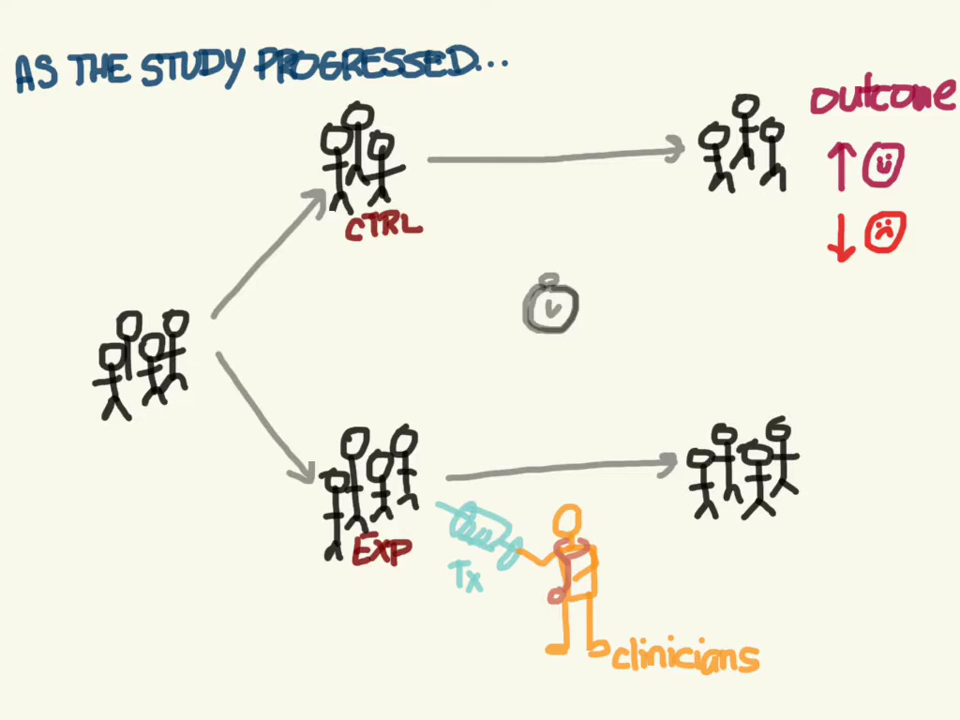 AS THE STUDY PROGRESSED...
outcome
CTRL
EXP
Tx
clinicians